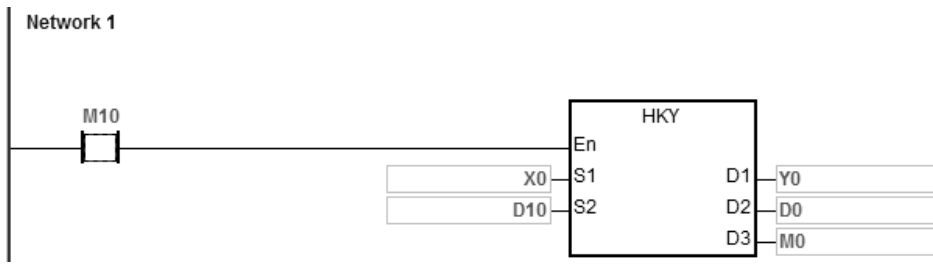 Network 1
M10
HKY
En
X0 S1 D1 Y0
D10 S2 D2 D0
D3 M0